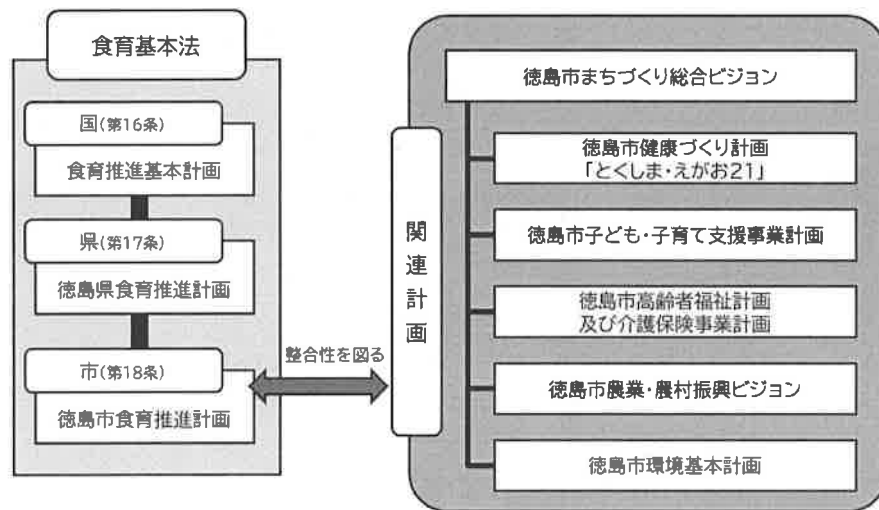 食育基本法
国(第16条)
食育推進基本計画
県(第17条)
徳島県食育推進計画
市(第18条)
徳島市食育推進計画
整合性を図る
関連計画
徳島市まちづくり総合ビジョン
徳島市健康づくり計画
「とくしま・えがお21」
徳島市子ども・子育て支援事業計画
徳島市高齢者福祉計画
及び介護保険事業計画
徳島市農業・農村振興ビジョン
徳島市環境基本計画